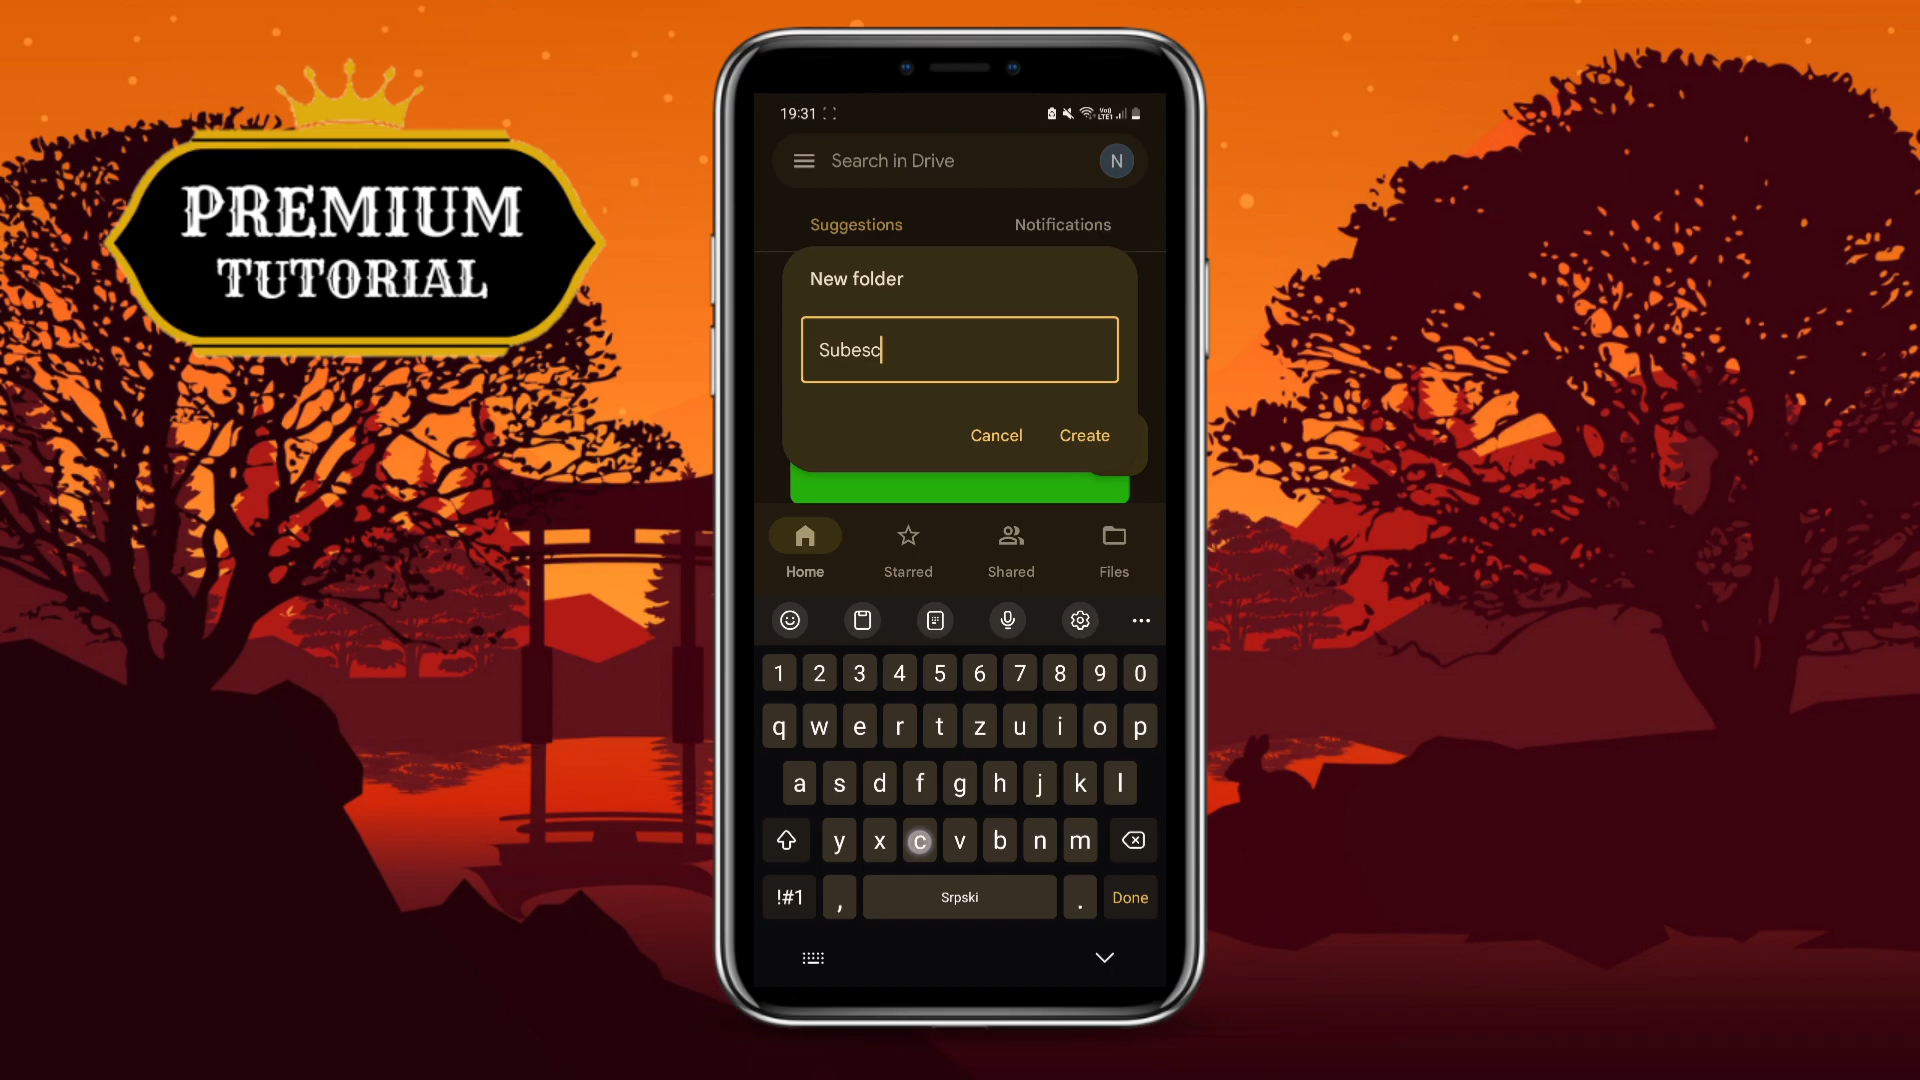 PREMIUM
TUTORIAL
19:31
Search in Drive
N
Suggestions
Notifications
New folder
Subesc
Cancel
Create
Home
Starred
Shared
Files
1 2 3 4 5 6 7 8 9 0
q w e r t z u i o p
a s d f g h j k l
y x c v b n m
!#1 , Srpski . Done